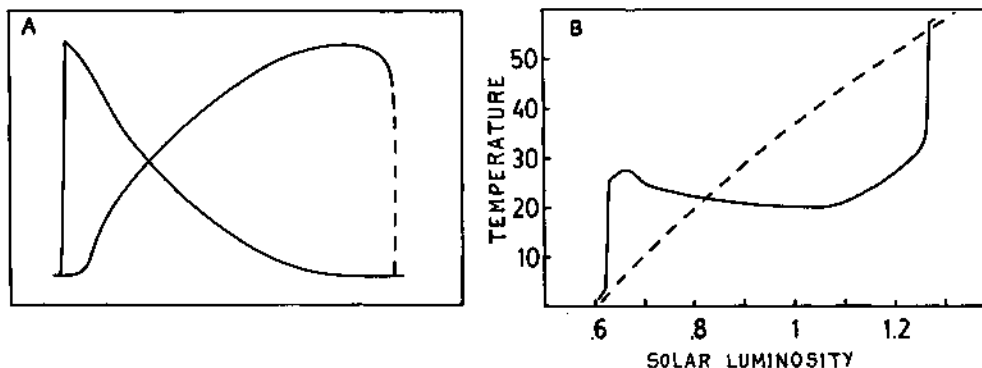 A
B
TEMPERATURE
50
40
30
20
10
.6 .8 1 1.2
SOLAR LUMINOSITY